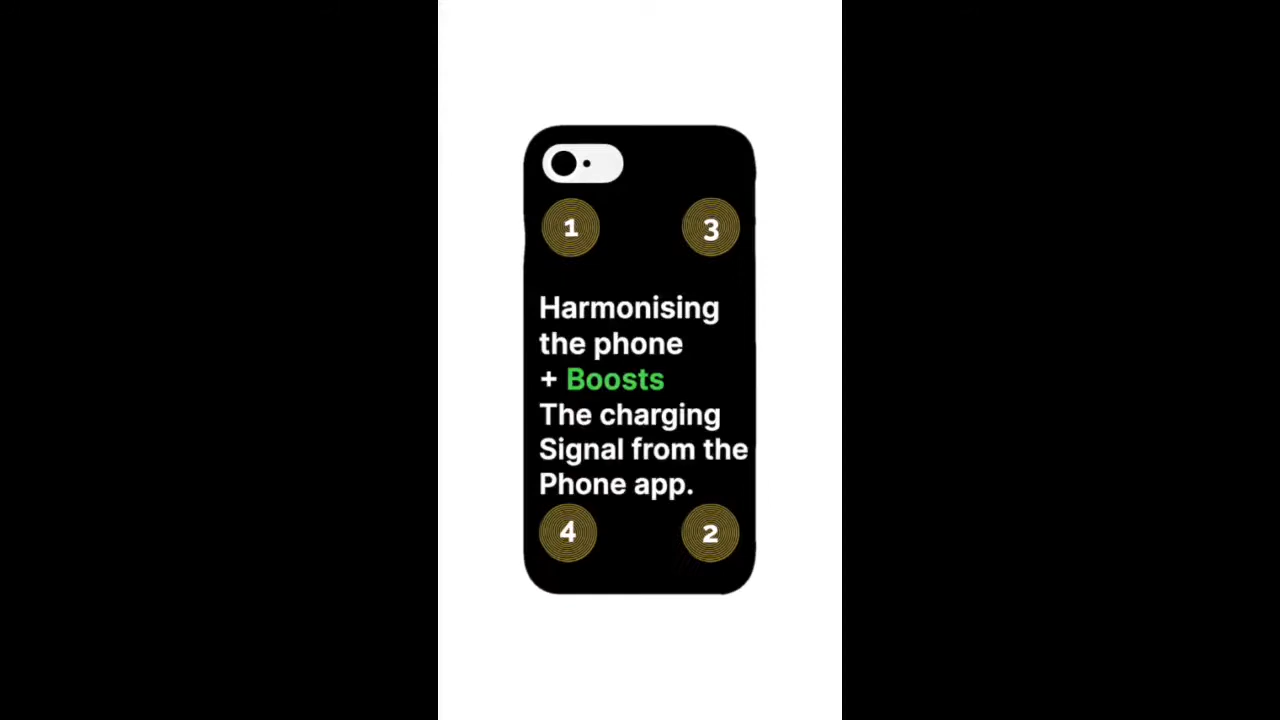 1 3
Harmonising
the phone
+ Boosts
The charging
Signal from the
Phone app.
4 2